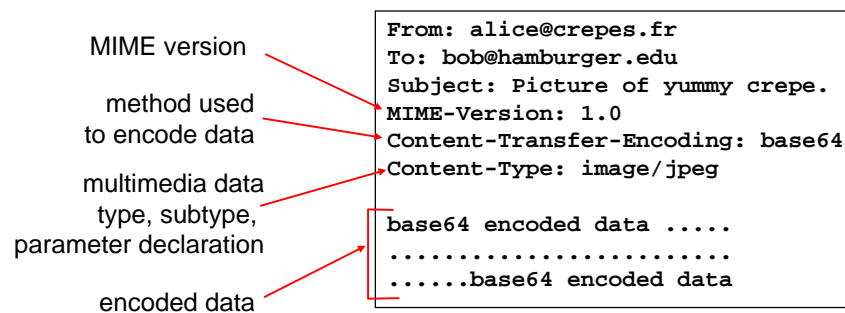 MIME version
method used
to encode data
multimedia data
type, subtype,
parameter declaration
encoded data
From: alice@crepes.fr
To: bob@hamburger.edu
Subject: Picture of yummy crepe.
MIME-Version: 1.0
Content-Transfer-Encoding: base64
Content-Type: image/jpeg
base64 encoded data .....
.........................
......base64 encoded data